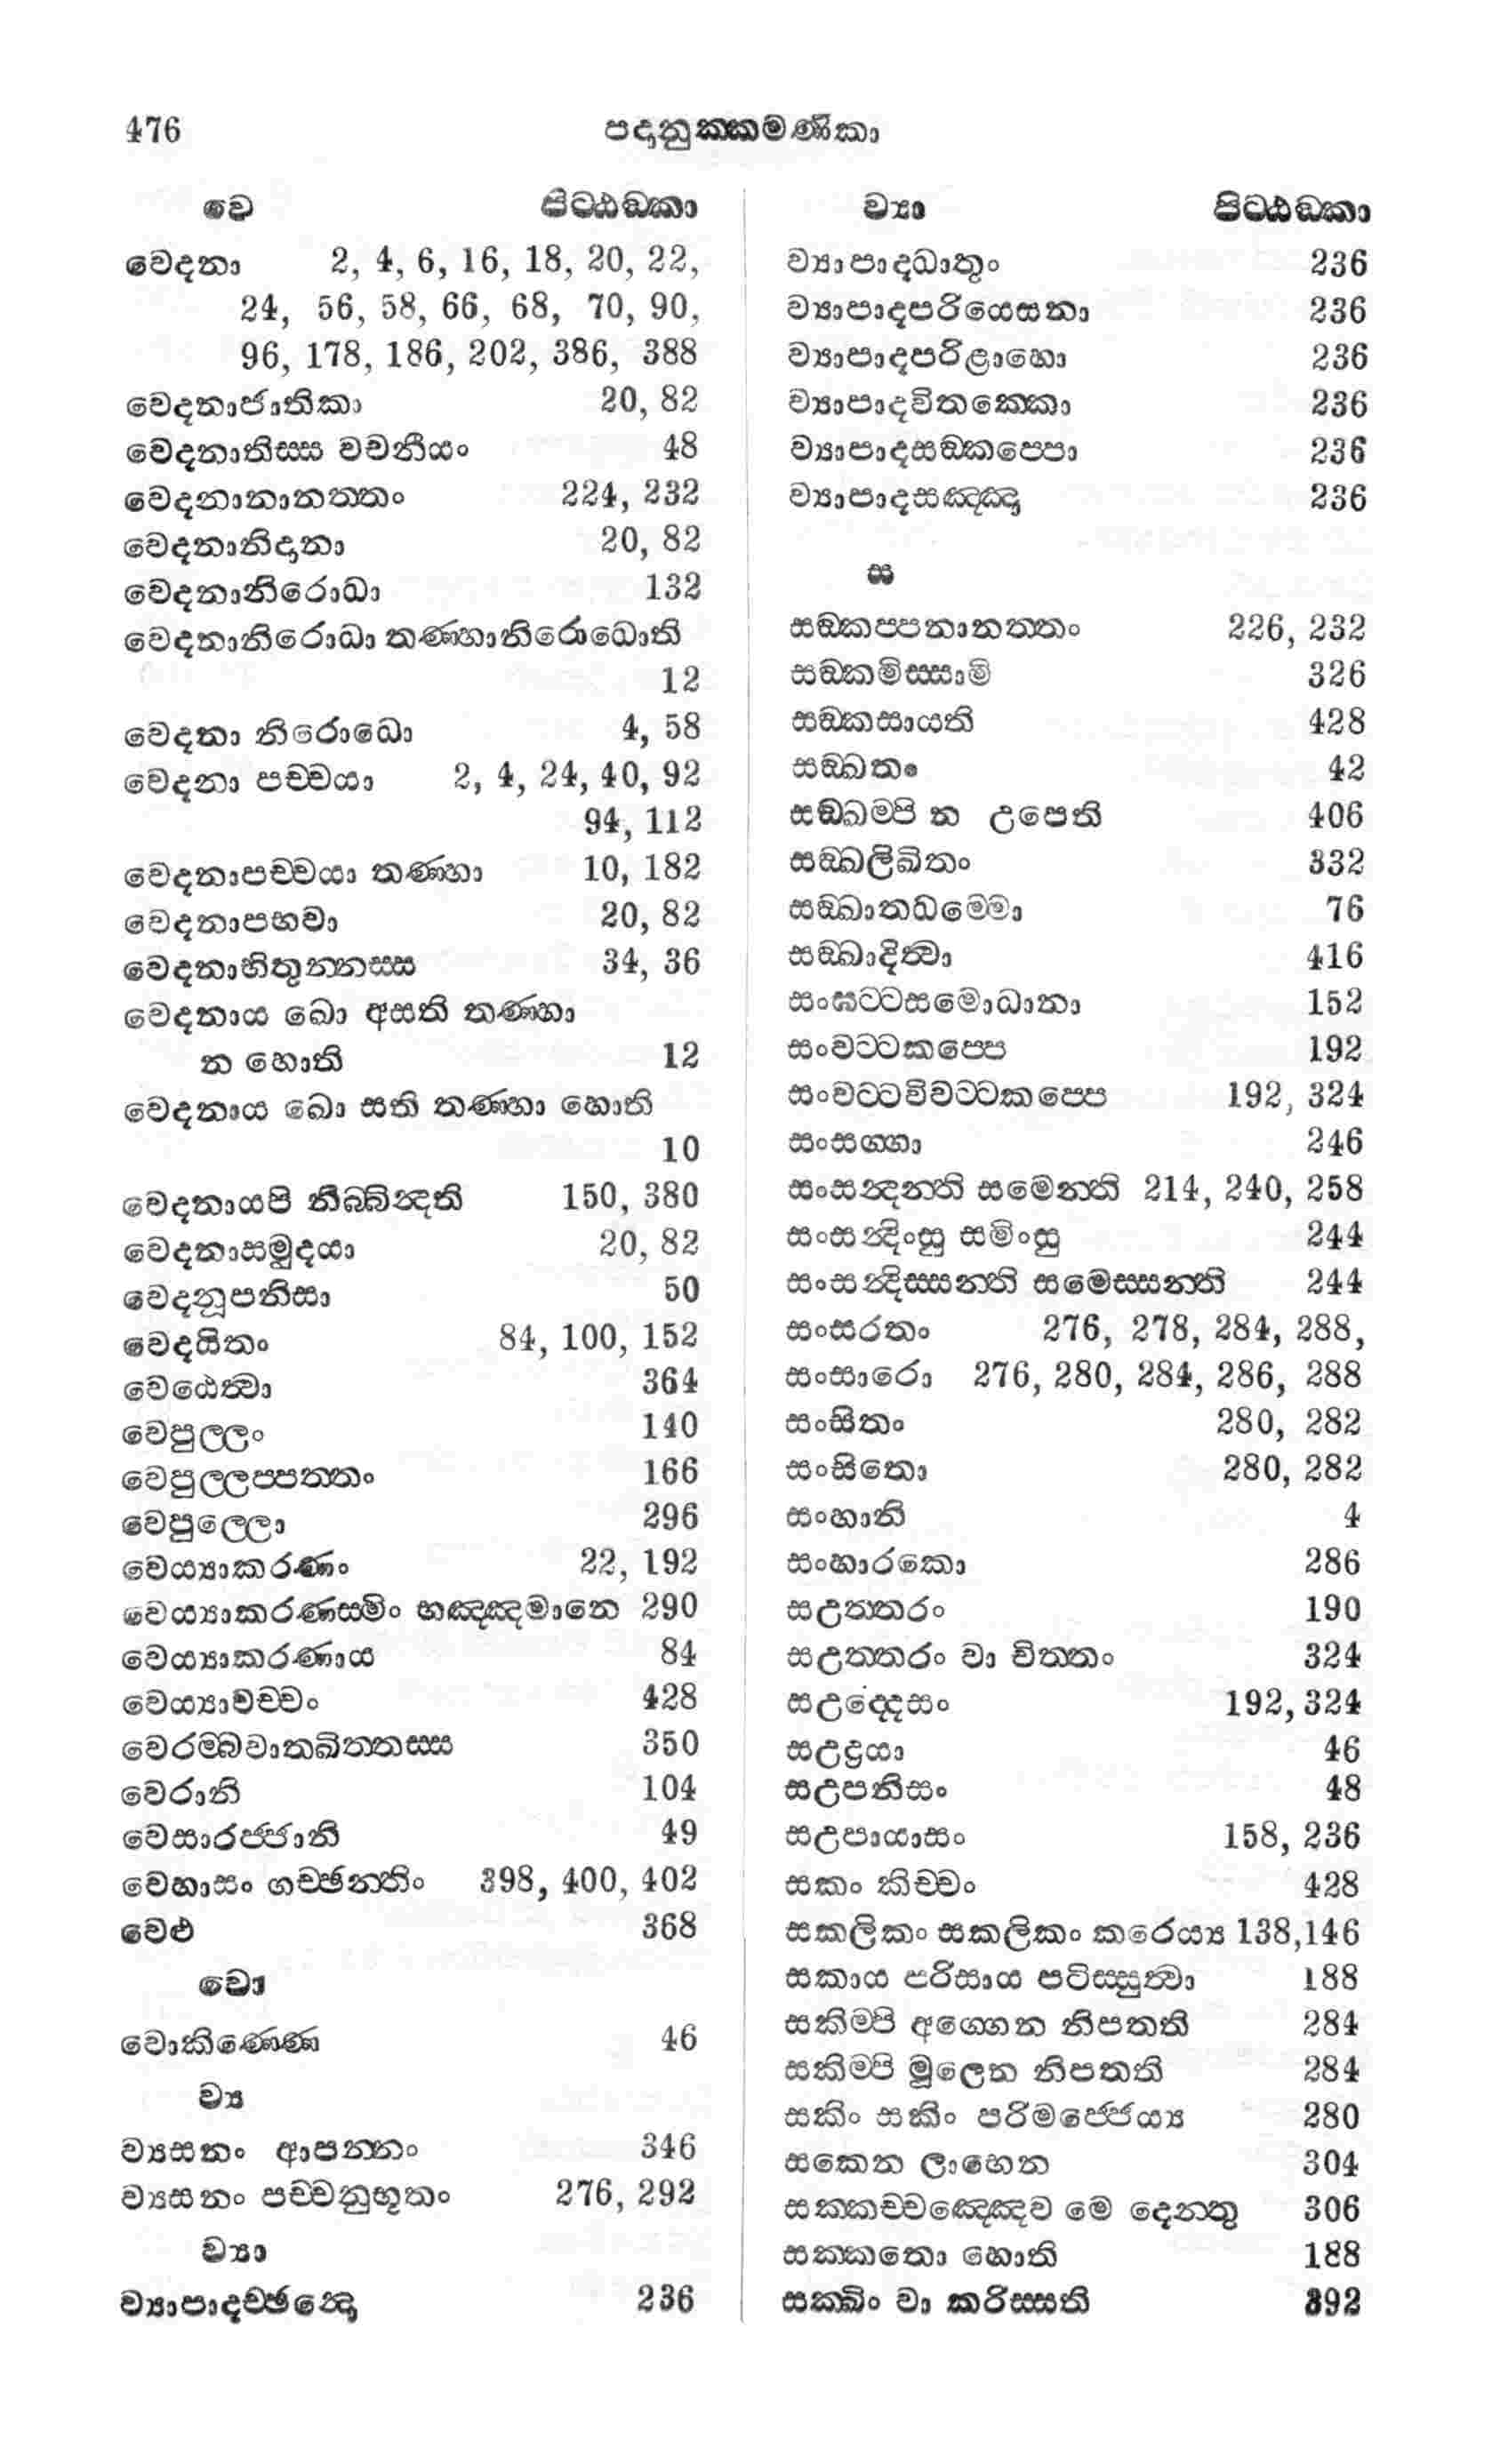 476
පදානුක්කමණිකා
වෙ පිට්ඨඞ්කා
වෙදනා 2, 4, 6, 16, 18, 20, 22,
24, 56, 58, 66, 68, 70, 90,
96, 178, 186, 202, 386, 388
වෙදනාජාතිකා 20, 82
වෙදනාතිස්ස වචනීයං 48
වෙදනානානත්තං 224, 232
වෙදනානිදානා 20, 82
වෙදනානිරොධා 132
වෙදනානිරොධා තණ්හානිරොධොති
12
වෙදනා නිරොධො 4, 58
වෙදනා පච්චයා 2, 4, 24, 40, 92
94, 112
වෙදනාපච්චයා තණ්හා 10, 182
වෙදනාපභවා 20, 82
වෙදනාභිතුන්නස්ස 34, 36
වෙදනාය ඛො අසති තණ්හා
න හොති 12
වෙදනාය ඛො සති තණ්හා හොති
10
වෙදනායපි නිබ්බින්දති 150, 380
වෙදනාසමුදයා 20, 82
වෙදනූපනිසා 50
වෙදයිතං 84, 100, 152
වෙඨෙත්වා 364
වෙපුල්ලං 140
වෙපුල්ලප්පත්තං 166
වෙපුල්ලො 296
වෙය්‍යාකරණං 22, 192
වෙය්‍යාකරණස්මිං භඤ්ඤමානෙ 290
වෙය්‍යාකරණාය 84
වෙය්‍යාවච්චං 428
වෙරම්බවාතඛිත්තස්ස 350
වෙරානි 104
වෙසාරජ්ජානි 49
වෙහාසං ගච්ඡන්තිං 398, 400, 402
වෙළු 368
වො
වොකිණ්ණෙ 46
ව්‍ය
ව්‍යසනං ආපන්නං 346
ව්‍යසනං පච්චනුභූතං 276, 292
ව්‍යා
ව්‍යාපාදච්ඡන්දො 236
ව්‍යා පිට්ඨඞ්කා
ව්‍යාපාදධාතුං 236
ව්‍යාපාදපරියෙසනා 236
ව්‍යාපාදපරිළාහො 236
ව්‍යාපාදවිතක්කො 236
ව්‍යාපාදසඞ්කප්පො 236
ව්‍යාපාදසඤ්ඤා 236
ස
සඞ්කප්පනානත්තං 226, 232
සඞ්කමිස්සාමි 326
සඞ්කසායති 428
සඞ්ඛතං 42
සඞ්ඛම්පි න උපෙති 406
සඞ්ඛලිඛිතං 332
සඞ්ඛාතධම්මො 76
සඞ්ඛාදිත්වා 416
සංඝට්ටසමොධානා 152
සංවට්ටකප්පෙ 192
සංවට්ටවිවට්ටකප්පෙ 192, 324
සංසග්ගා 246
සංසන්දන්ති සමෙන්ති 214, 240, 258
සංසන්දිංසු සමිංසු 244
සංසන්දිස්සන්ති සමෙස්සන්ති 244
සංසරතං 276, 278, 284, 288,
සංසාරො 276, 280, 284, 286, 288
සංසිතං 280, 282
සංසිතො 280, 282
සංහානි 4
සංහාරකො 286
සඋත්තරං 190
සඋත්තරං වා චිත්තං 324
සඋද්දෙසං 192, 324
සඋද්‍රයා 46
සඋපනිසං 48
සඋපායාසං 158, 236
සකං කිච්චං 428
සකලිකං සකලිකං කරෙය්‍ය 138,146
සකාය පරිසාය පටිස්සුත්වා 188
සකිම්පි අග්ගෙන නිපතති 284
සකිම්පි මූලෙන නිපතති 284
සකිං සකිං පරිමජ්ජෙය්‍ය 280
සකෙන ලාභෙන 304
සක්කච්චඤ්ඤෙව මෙ දෙන්තු 306
සක්කතො හොති 188
සක්ඛිං වා කරිස්සති 392